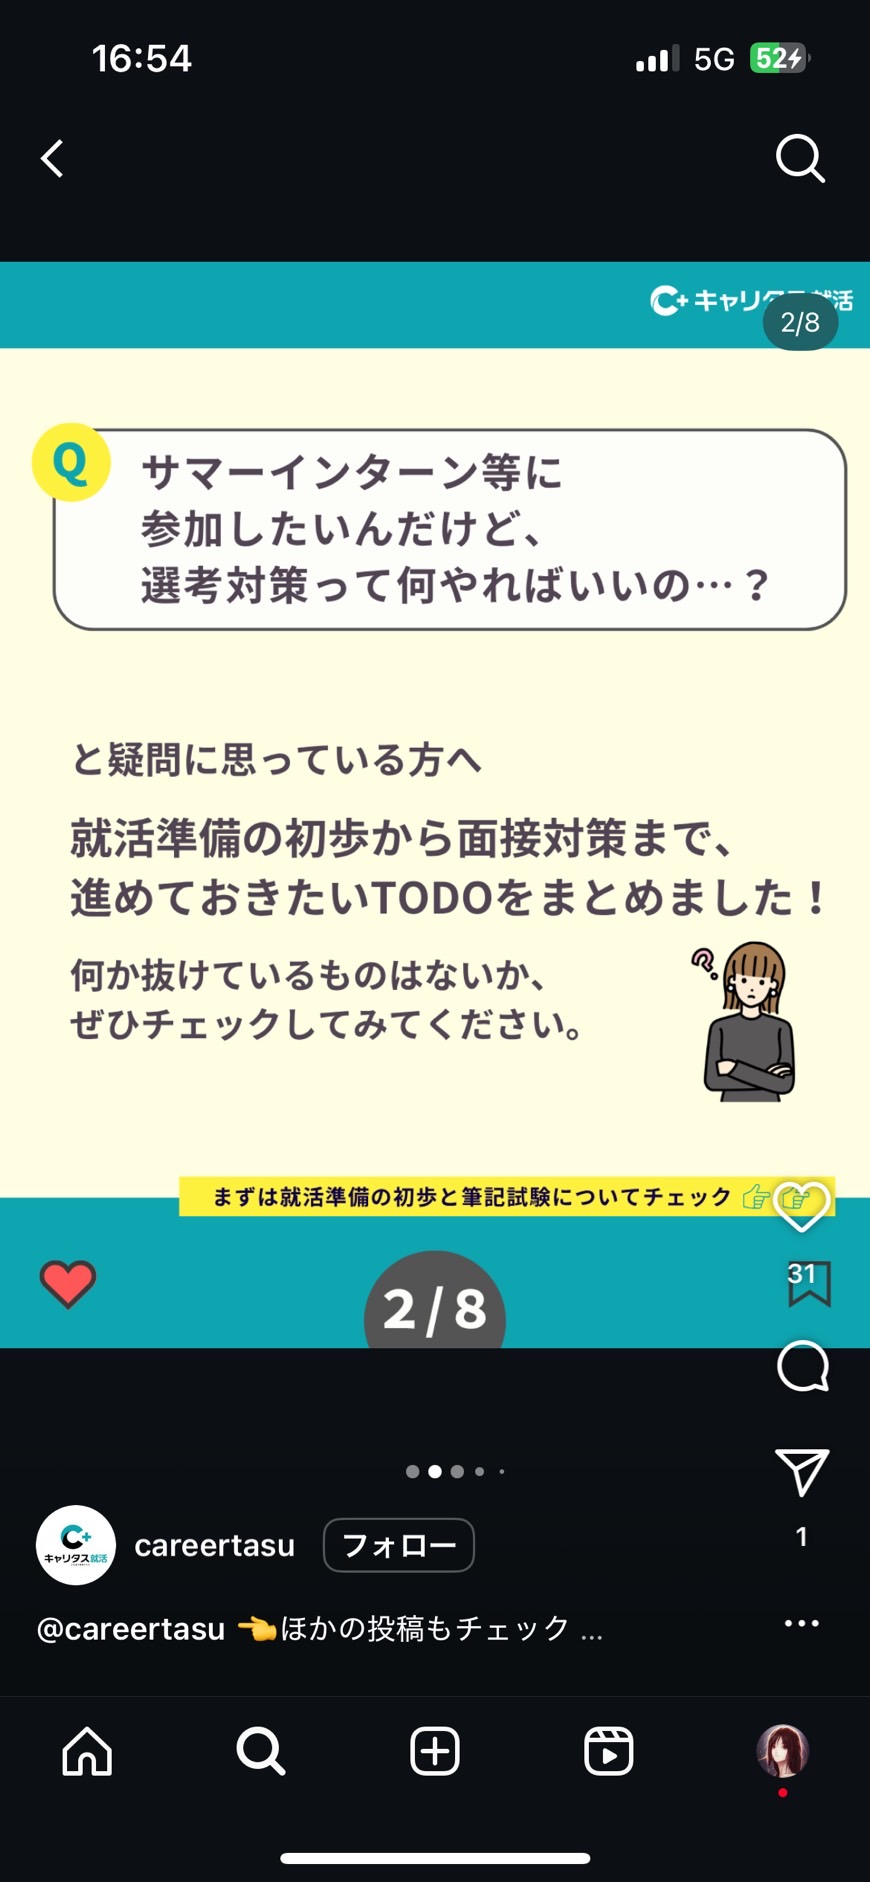 16:54
5G
52
キャリタス就活
2/8
Q
サマーインターン等に
参加したいんだけど、
選考対策って何やればいいの…？
と疑問に思っている方へ
就活準備の初歩から面接対策まで、
進めておきたいTODOをまとめました！
何か抜けているものはないか、
ぜひチェックしてみてください。
まずは就活準備の初歩と筆記試験についてチェック
31
2/8
1
キャリタス就活
careertasu
フォロー
@careertasu 👈ほかの投稿もチェック ...